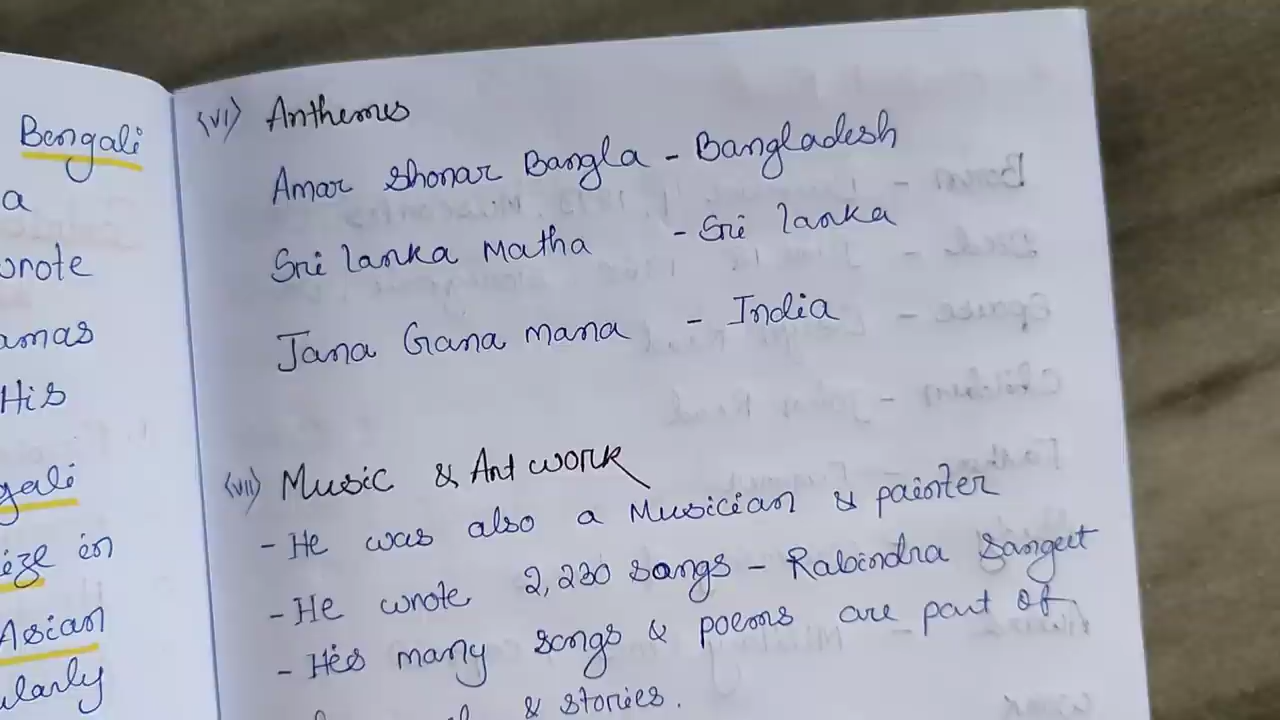 Bengali
a
wrote
amas
His
gali
ize in
Asian
ularly
(vi) Anthems
Amar Shonar Bangla - Bangladesh
Sri lanka Matha - Sri lanka
Jana Gana mana - India
(vii) Music & Art work
- He was also a Musician & painter
- He wrote 2,230 songs - Rabindra Sangeet
- His many songs & poems are part of
& stories.